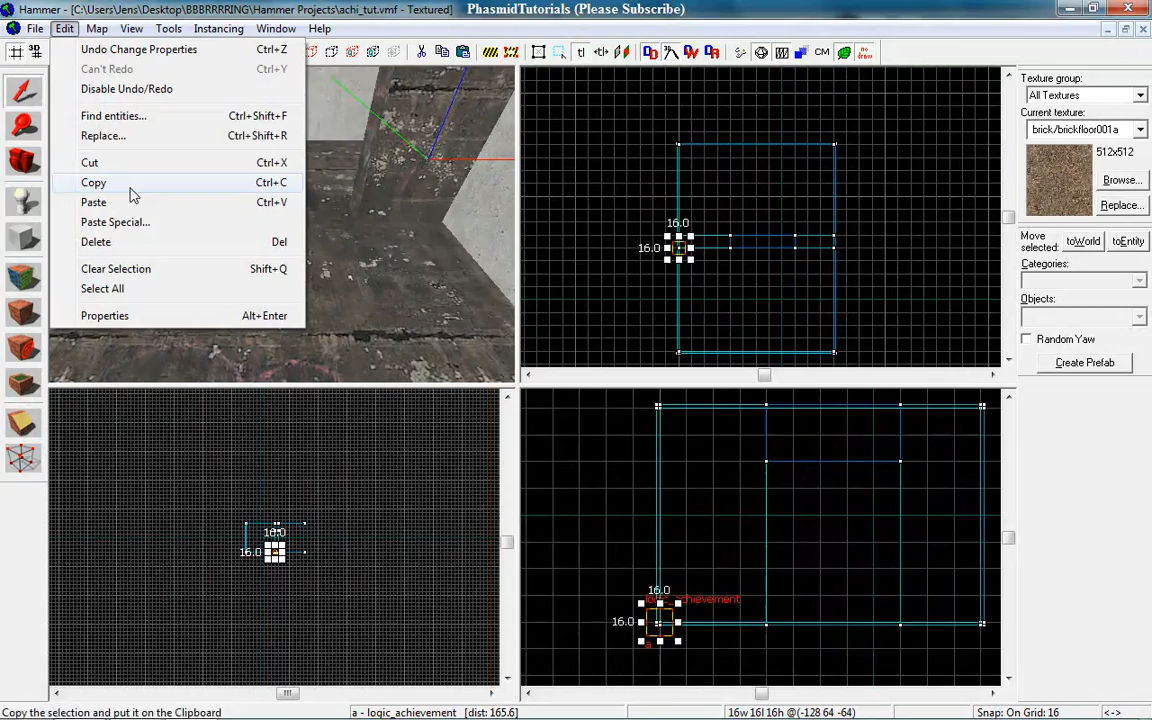 Hammer - [C:\Users\Jens\Desktop\BBBRRRRING\Hammer Projects\achi_tut.vmf - Textured]
PhasmidTutorials (Please Subscribe)
File Edit Map View Tools Instancing Window Help
Undo Change Properties Ctrl+Z
Can't Redo Ctrl+Y
Disable Undo/Redo
Find entities... Ctrl+Shift+F
Replace... Ctrl+Shift+R
Cut Ctrl+X
Copy Ctrl+C
Paste Ctrl+V
Paste Special...
Delete Del
Clear Selection Shift+Q
Select All
Properties Alt+Enter
3D
tl
CM
no draw
16.0
16.0
16.0
16.0
16.0
logic_achievement
16.0
a
Texture group:
All Textures
Current texture:
brick/brickfloor001a
512x512
Browse...
Replace...
Move selected:
toWorld
toEntity
Categories:
Objects:
Random Yaw
Create Prefab
Copy the selection and put it on the Clipboard
a - logic_achievement [dist: 165.6]
16w 16l 16h @(-128 64 -64)
Snap: On Grid: 16
<->